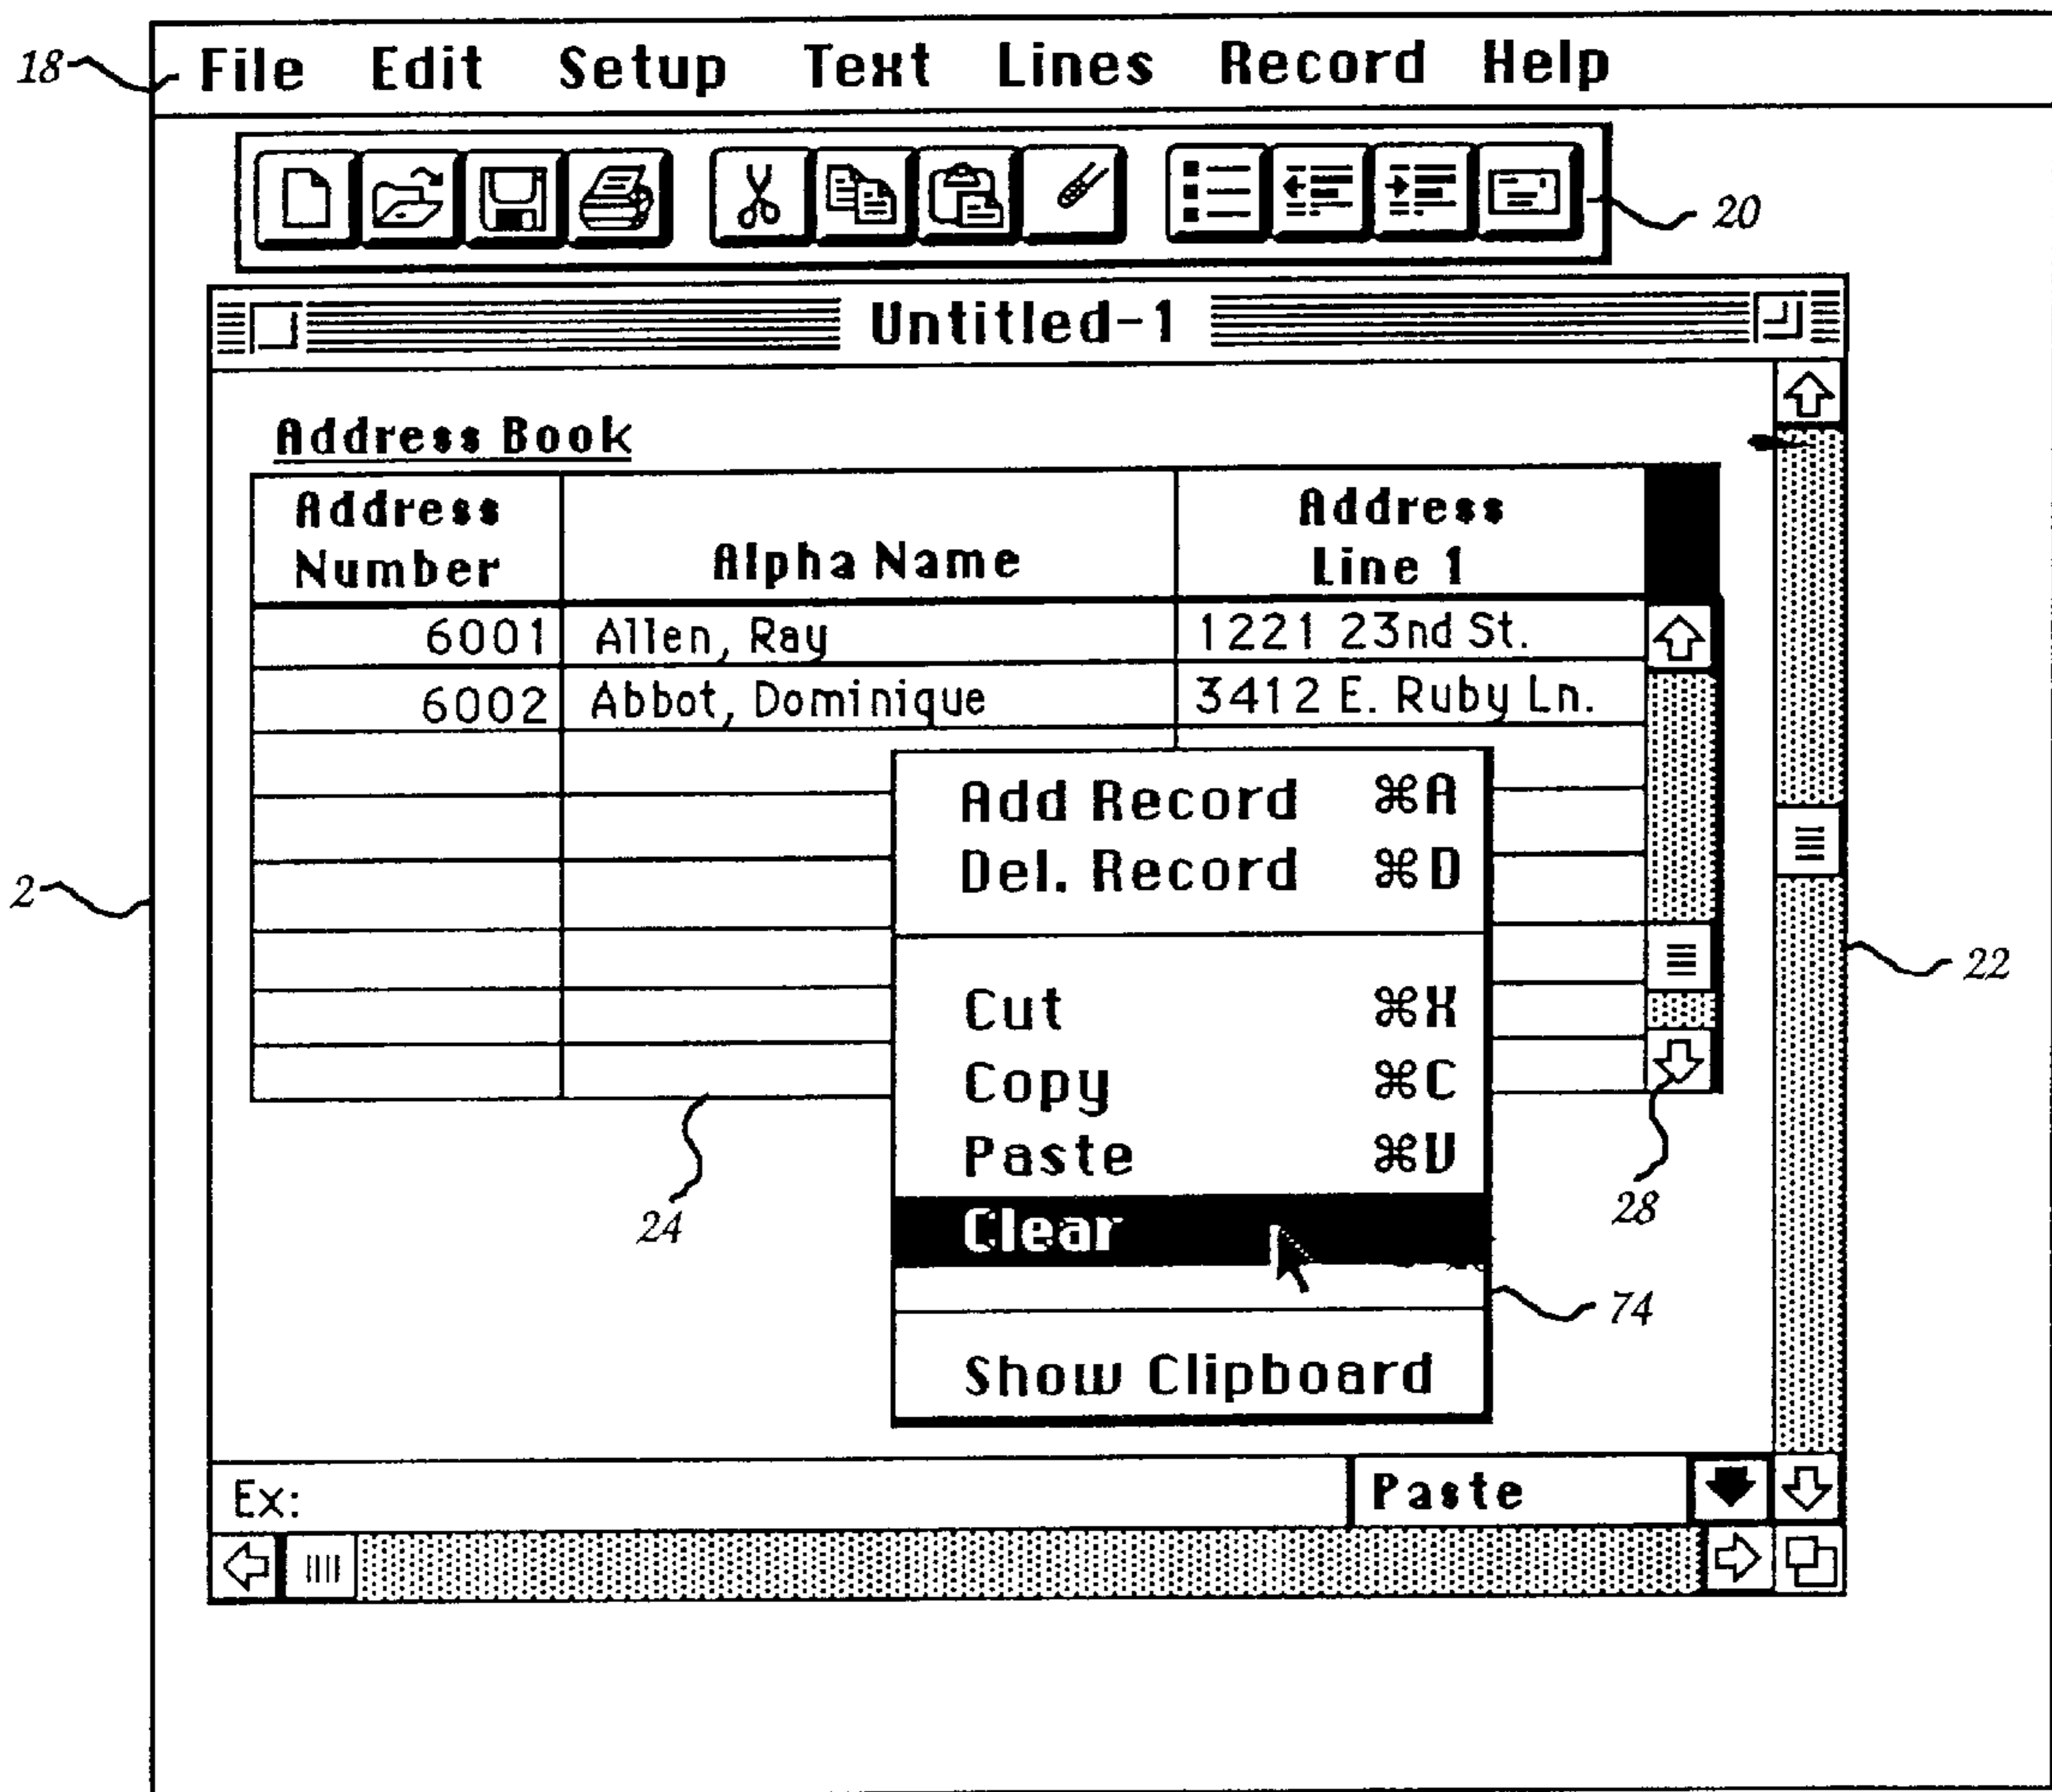 18 File Edit Setup Text Lines Record Help
20
Untitled-1
Address Book
Address Number Alpha Name Address Line 1
6001 Allen, Ray 1221 23nd St.
6002 Abbot, Dominique 3412 E. Ruby Ln.
Add Record ⌘A
Del. Record ⌘D
2
22
Cut ⌘X
Copy ⌘C
Paste ⌘V
24
28
Clear
74
Show Clipboard
Ex: Paste